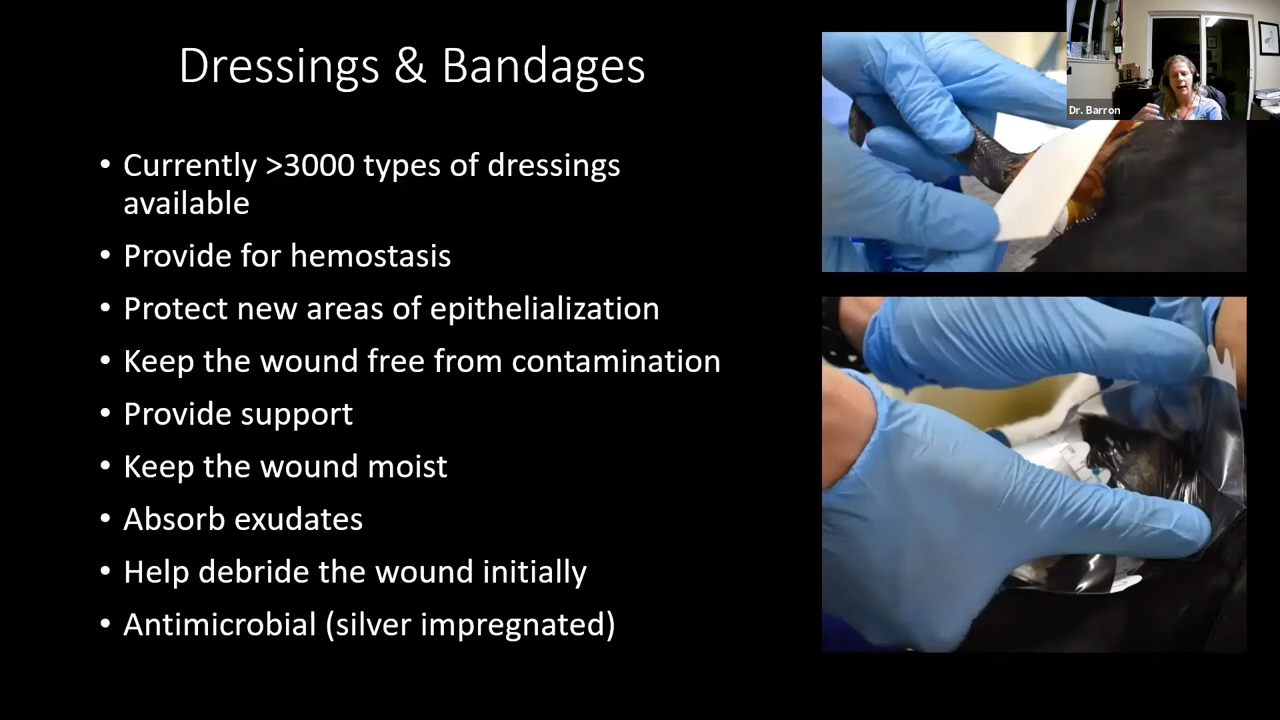 Dressings & Bandages
• Currently >3000 types of dressings
available
• Provide for hemostasis
• Protect new areas of epithelialization
• Keep the wound free from contamination
• Provide support
• Keep the wound moist
• Absorb exudates
• Help debride the wound initially
• Antimicrobial (silver impregnated)
Dr. Barron